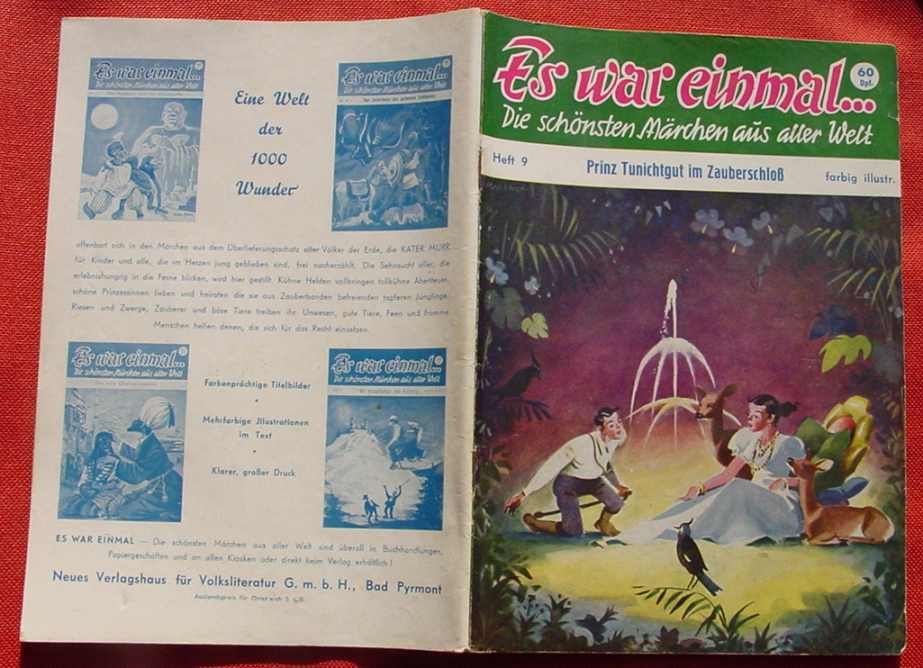 Es war einmal...
Die schönsten Märchen aus aller Welt
Es war einmal...
Die schönsten Märchen aus aller Welt
Eine Welt
der
1000
Wunder
offenbart sich in den Märchen aus dem Überlieferungsschatz aller Völker der Erde, die KATER MURR
für Kinder und alle, die im Herzen jung geblieben sind, frei nacherzählt. Die Sehnsucht aller, die
erlebnishungrig in die Ferne blicken, wird hier gestillt. Kühne Helden vollbringen tollkühne Abenteuer,
schöne Prinzessinnen lieben und heiraten die sie aus Zauberbanden befreienden tapferen Jünglinge.
Riesen und Zwerge, Zauberer und böse Tiere treiben ihr Unwesen, gute Tiere, Feen und fromme
Menschen helfen denen, die sich für das Recht einsetzen.
Es war einmal...
Die schönsten Märchen aus aller Welt
Es war einmal...
Die schönsten Märchen aus aller Welt
Farbenprächtige Titelbilder
•
Mehrfarbige Jllustrationen
im Text
•
Klarer, großer Druck
ES WAR EINMAL — Die schönsten Märchen aus aller Welt sind überall in Buchhandlungen,
Papiergeschäften und an allen Kiosken oder direkt beim Verlag erhältlich!
Neues Verlagshaus für Volksliteratur G. m. b. H., Bad Pyrmont
Auslandspreis für Österreich S
Es war einmal...
60
Dpf.
Die schönsten Märchen aus aller Welt
Heft 9
Prinz Tunichtgut im Zauberschloß
farbig illustr.